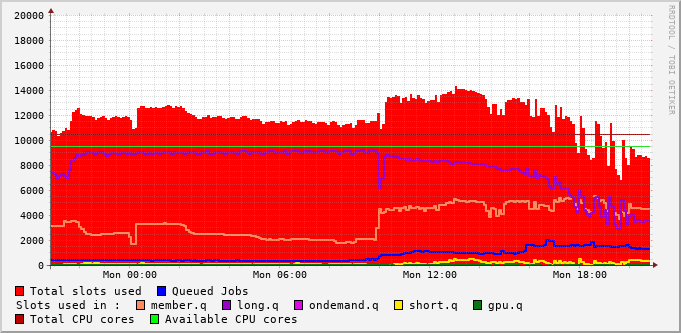 20000
18000
16000
14000
12000
10000
8000
6000
4000
2000
0
Mon 00:00 Mon 06:00 Mon 12:00 Mon 18:00
RRDTOOL / TOBI OETIKER
Total slots used Queued Jobs
Slots used in : member.q long.q ondemand.q short.q gpu.q
Total CPU cores Available CPU cores